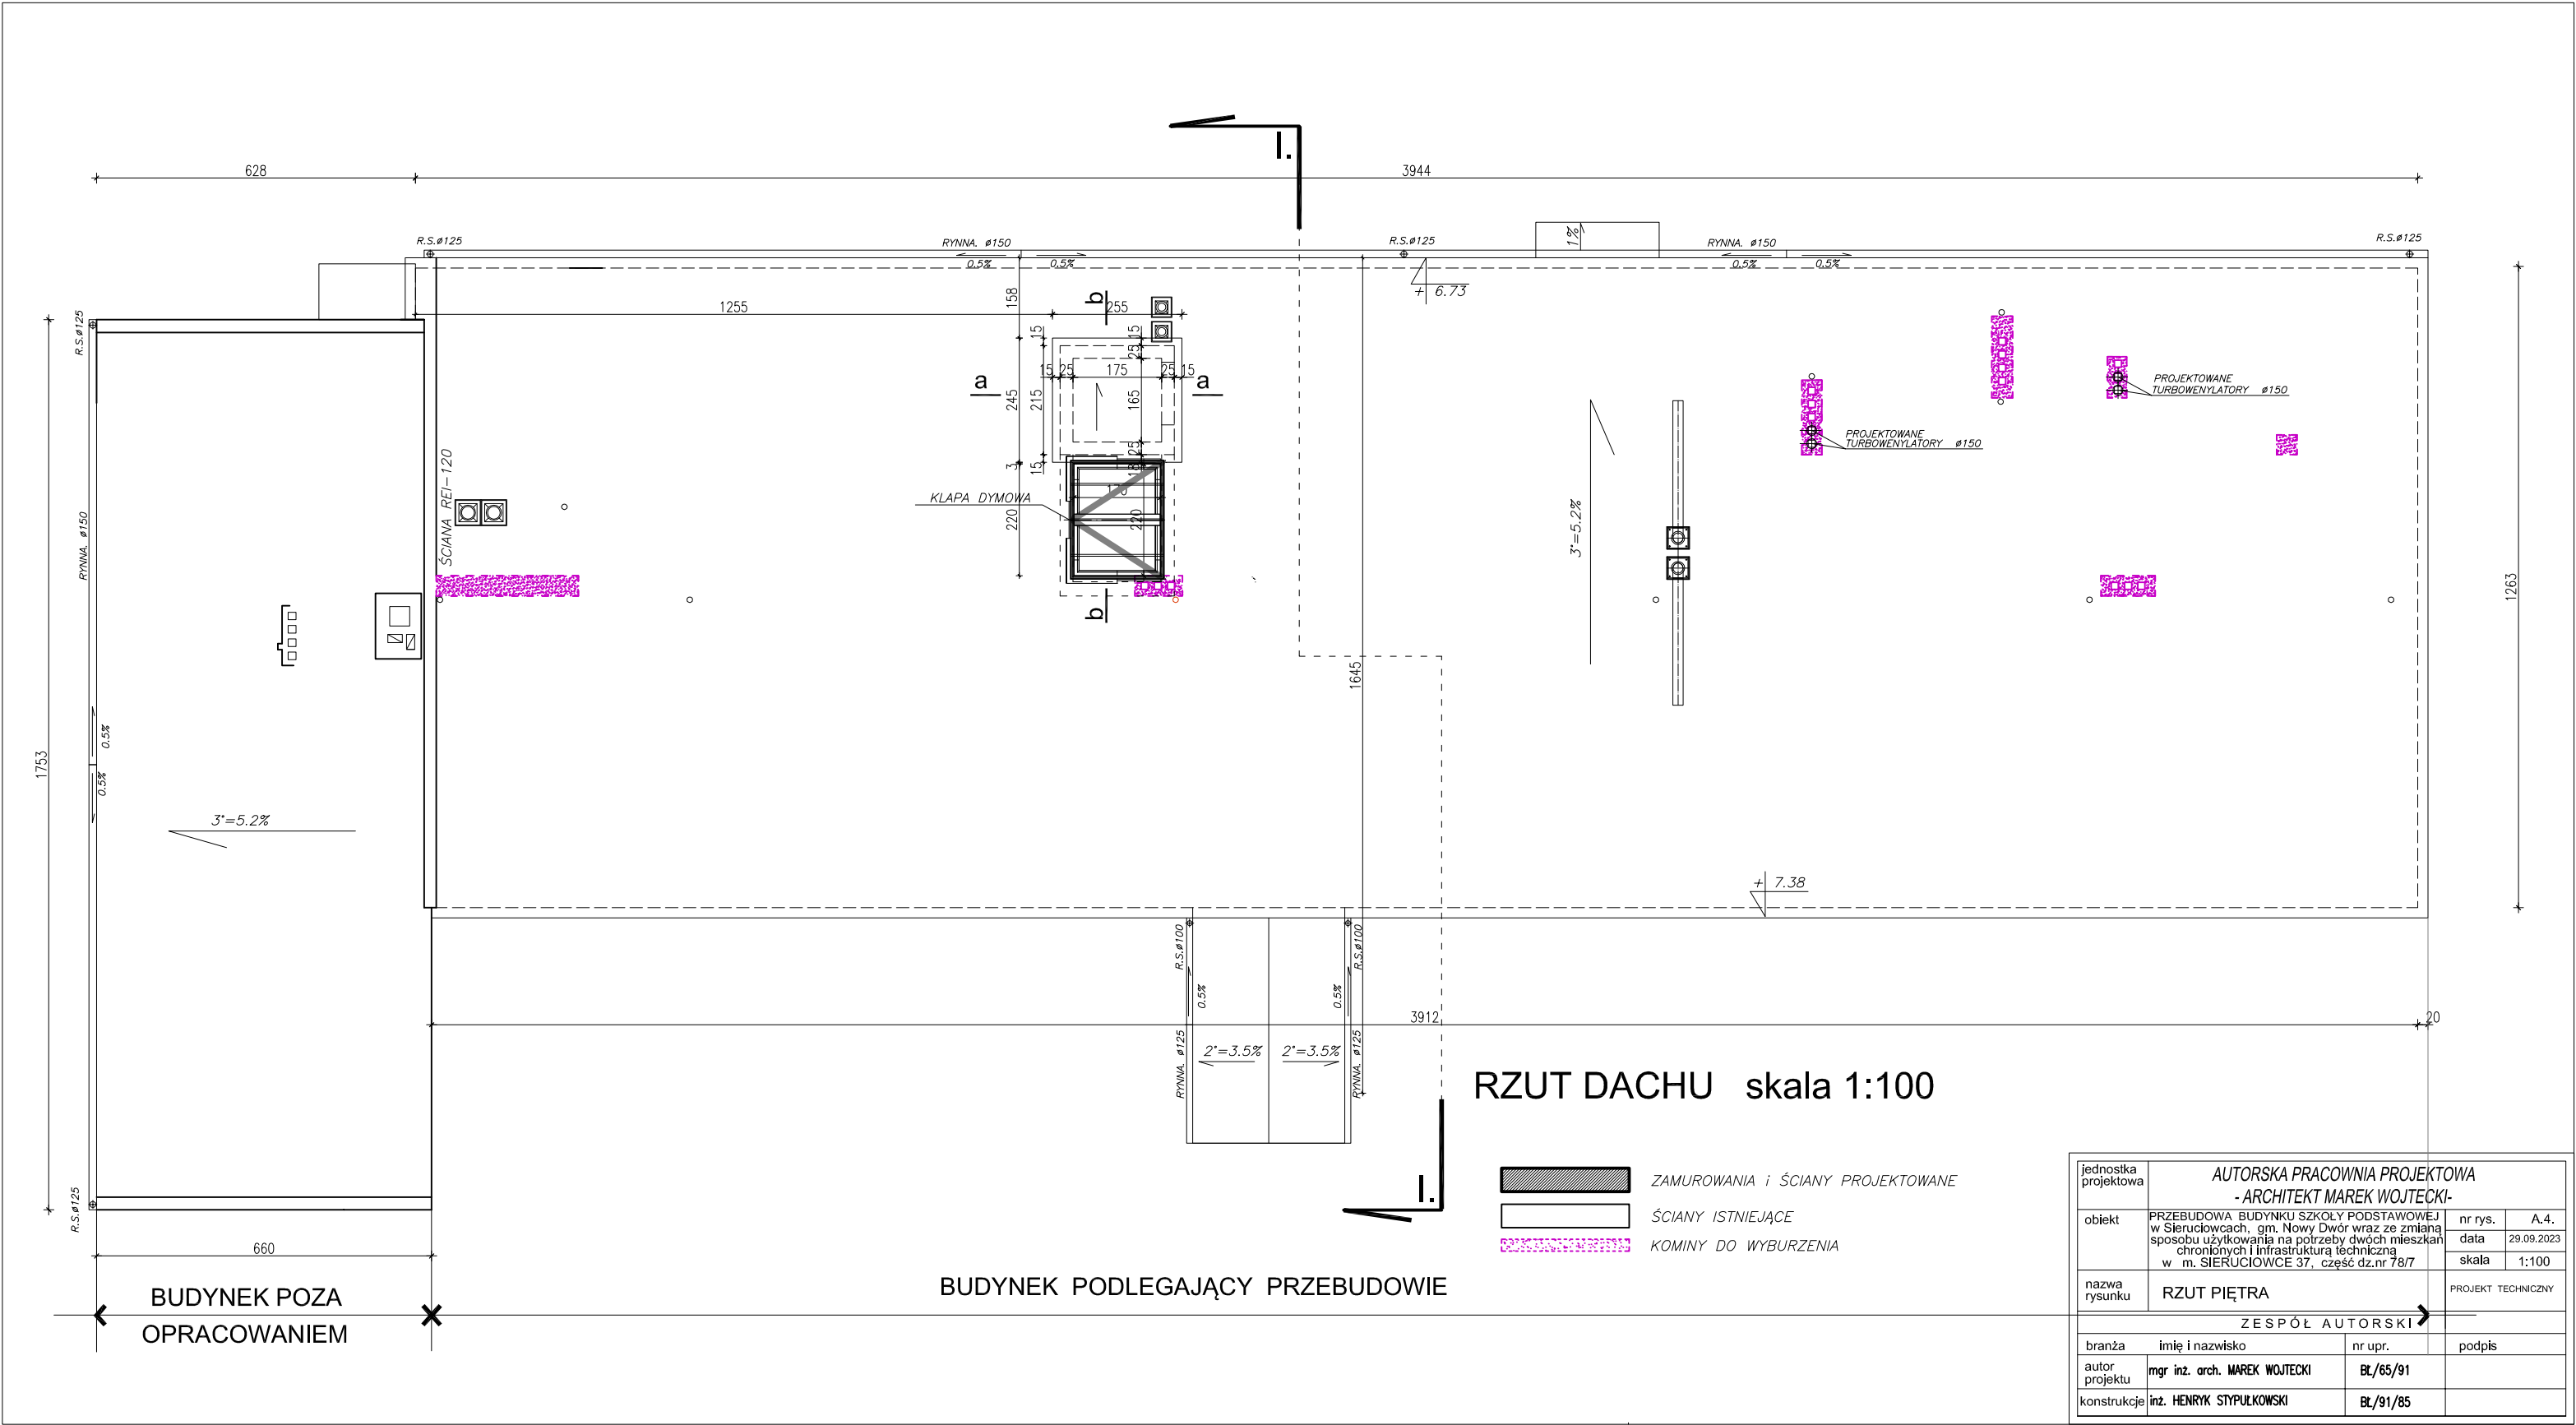 I.
628
3944
R.S.ø125
RYNNA. ø150
R.S.ø125
1%
RYNNA. ø150
R.S.ø125
0.5%
0.5%
0.5%
0.5%
+ 6.73
158
b
255
1255
R.S.ø125
15
15
25
15
25
175
25
15
a
a
245
215
165
PROJEKTOWANE
TURBOWENYLATORY ø150
PROJEKTOWANE
TURBOWENYLATORY ø150
25
3
15
18
ŚCIANA REI-120
KLAPA DYMOWA
220
220
3°=5.2%
RYNNA. ø150
1263
b
1645
1753
0.5%
0.5%
3°=5.2%
+ 7.38
R.S.ø100
R.S.ø100
0.5%
0.5%
3912
20
RYNNA. ø125
2°=3.5%
2°=3.5%
RYNNA. ø125
RZUT DACHU skala 1:100
R.S.ø125
I.
ZAMUROWANIA i ŚCIANY PROJEKTOWANE
ŚCIANY ISTNIEJĄCE
KOMINY DO WYBURZENIA
660
BUDYNEK POZA
OPRACOWANIEM
BUDYNEK PODLEGAJĄCY PRZEBUDOWIE
jednostka
projektowa
AUTORSKA PRACOWNIA PROJEKTOWA
- ARCHITEKT MAREK WOJTECKI-
obiekt
PRZEBUDOWA BUDYNKU SZKOŁY PODSTAWOWEJ
w Sieruciowcach, gm. Nowy Dwór wraz ze zmianą
sposobu użytkowania na potrzeby dwóch mieszkań
chronionych i infrastrukturą techniczną
w m. SIERUCIOWCE 37, część dz.nr 78/7
nr rys. A.4.
data 29.09.2023
skala 1:100
nazwa
rysunku
RZUT PIĘTRA
PROJEKT TECHNICZNY
ZESPÓŁ AUTORSKI
branża imię i nazwisko nr upr. podpis
autor
projektu
mgr inż. arch. MAREK WOJTECKI BŁ/65/91
konstrukcje inż. HENRYK STYPUŁKOWSKI BŁ/91/85